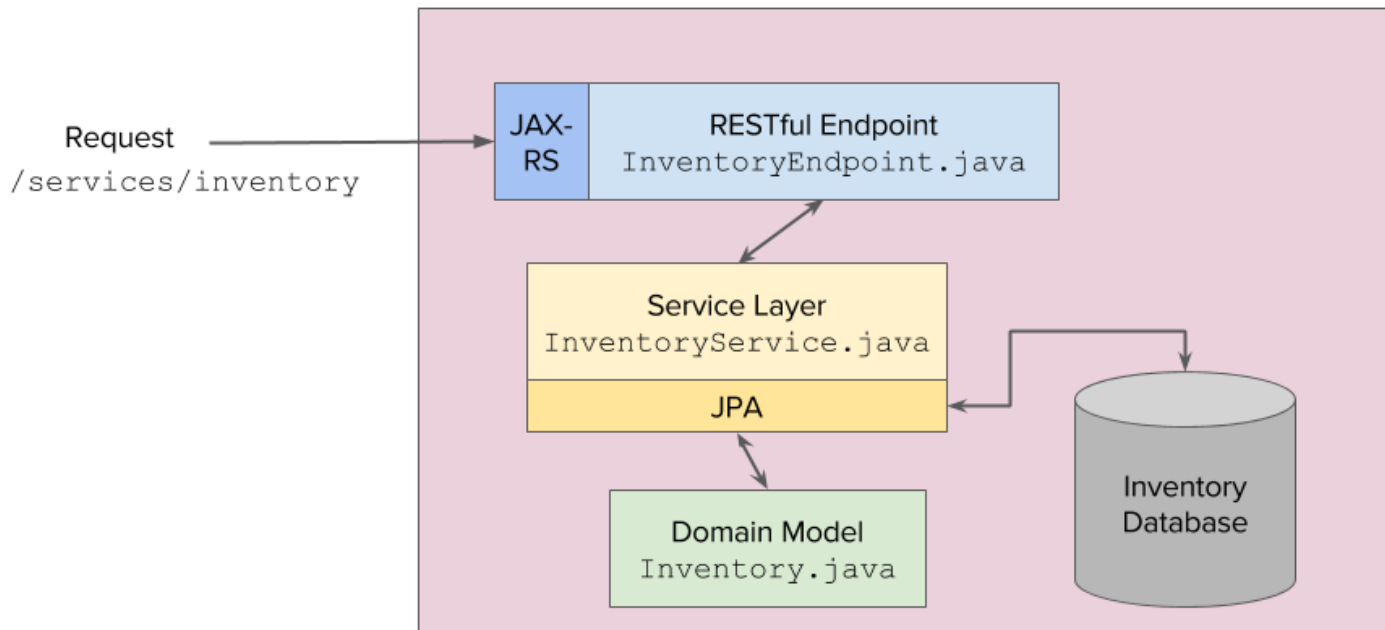 Request
/services/inventory
JAX-
RS
RESTful Endpoint
InventoryEndpoint.java
Service Layer
InventoryService.java
JPA
Domain Model
Inventory.java
Inventory
Database